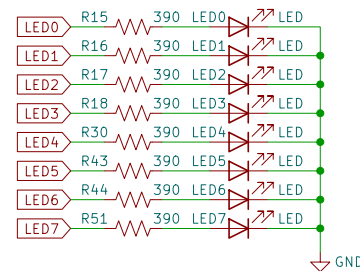 LED0 R15 390 LED0 LED
LED1 R16 390 LED1 LED
LED2 R17 390 LED2 LED
LED3 R18 390 LED3 LED
LED4 R30 390 LED4 LED
LED5 R43 390 LED5 LED
LED6 R44 390 LED6 LED
LED7 R51 390 LED7 LED
GND